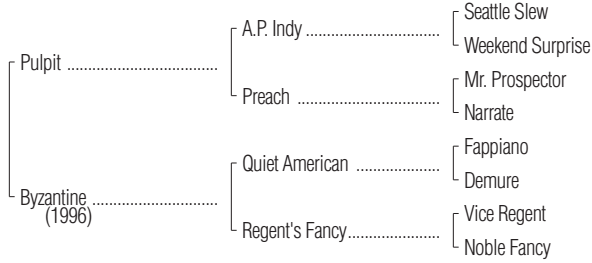 Seattle Slew
A.P. Indy ..................................
Weekend Surprise
Pulpit ......................................
Mr. Prospector
Preach ....................................
Narrate
Fappiano
Quiet American .....................
Demure
Byzantine ...............................
(1996)
Vice Regent
Regent's Fancy.......................
Noble Fancy